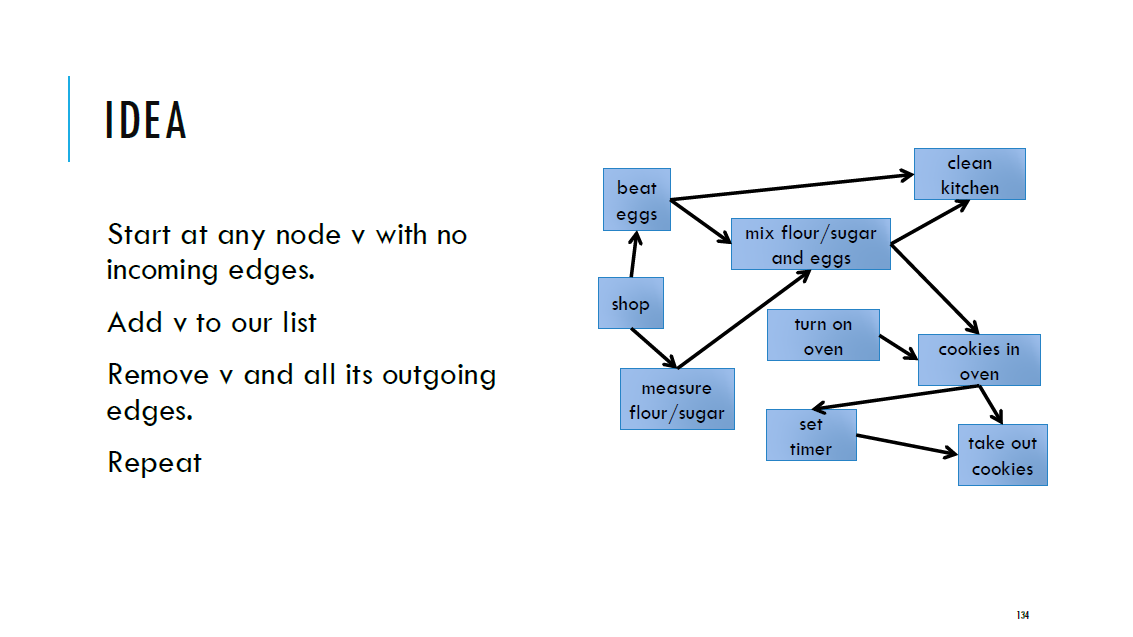 IDEA
Start at any node v with no
incoming edges.
Add v to our list
Remove v and all its outgoing
edges.
Repeat
clean
kitchen
beat
eggs
mix flour/sugar
and eggs
shop
turn on
oven
cookies in
oven
measure
flour/sugar
set
timer
take out
cookies
134